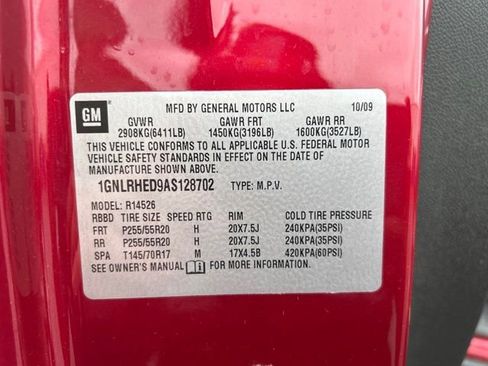 GM
MFD BY GENERAL MOTORS LLC 10/09
GVWR GAWR FRT GAWR RR
2908KG(6411LB) 1450KG(3196LB) 1600KG(3527LB)
THIS VEHICLE CONFORMS TO ALL APPLICABLE U.S. FEDERAL MOTOR
VEHICLE SAFETY STANDARDS IN EFFECT ON THE DATE OF
MANUFACTURE SHOWN ABOVE.
1GNLRHED9AS128702 TYPE: M.P.V.
MODEL: R14526
RBBD TIRE SIZE SPEED RTG RIM COLD TIRE PRESSURE
FRT P255/55R20 H 20X7.5J 240KPA(35PSI)
RR P255/55R20 H 20X7.5J 240KPA(35PSI)
SPA T145/70R17 M 17X4.5B 420KPA(60PSI)
SEE OWNER'S MANUAL FOR MORE INFORMATION.